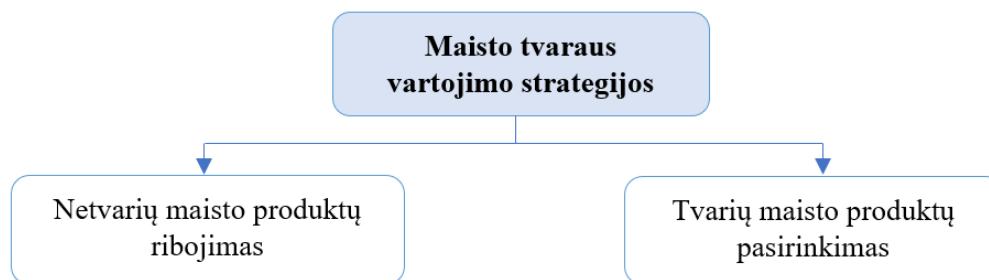 Maisto tvaraus
vartojimo strategijos
Netvarių maisto produktų
ribojimas
Tvarių maisto produktų
pasirinkimas